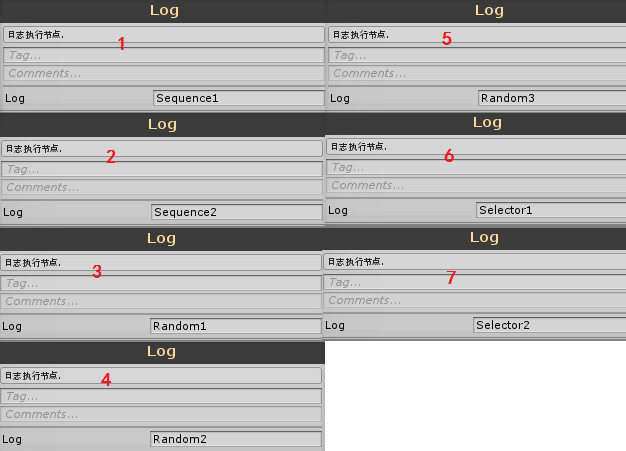 Log
日志执行节点.
1
Tag...
Comments...
Log Sequence1
Log
日志执行节点.
2
Tag...
Comments...
Log Sequence2
Log
日志执行节点.
3
Tag...
Comments...
Log Random1
Log
日志执行节点.
4
Tag...
Comments...
Log Random2
Log
日志执行节点.
5
Tag...
Comments...
Log Random3
Log
日志执行节点.
6
Tag...
Comments...
Log Selector1
Log
日志执行节点.
7
Tag...
Comments...
Log Selector2